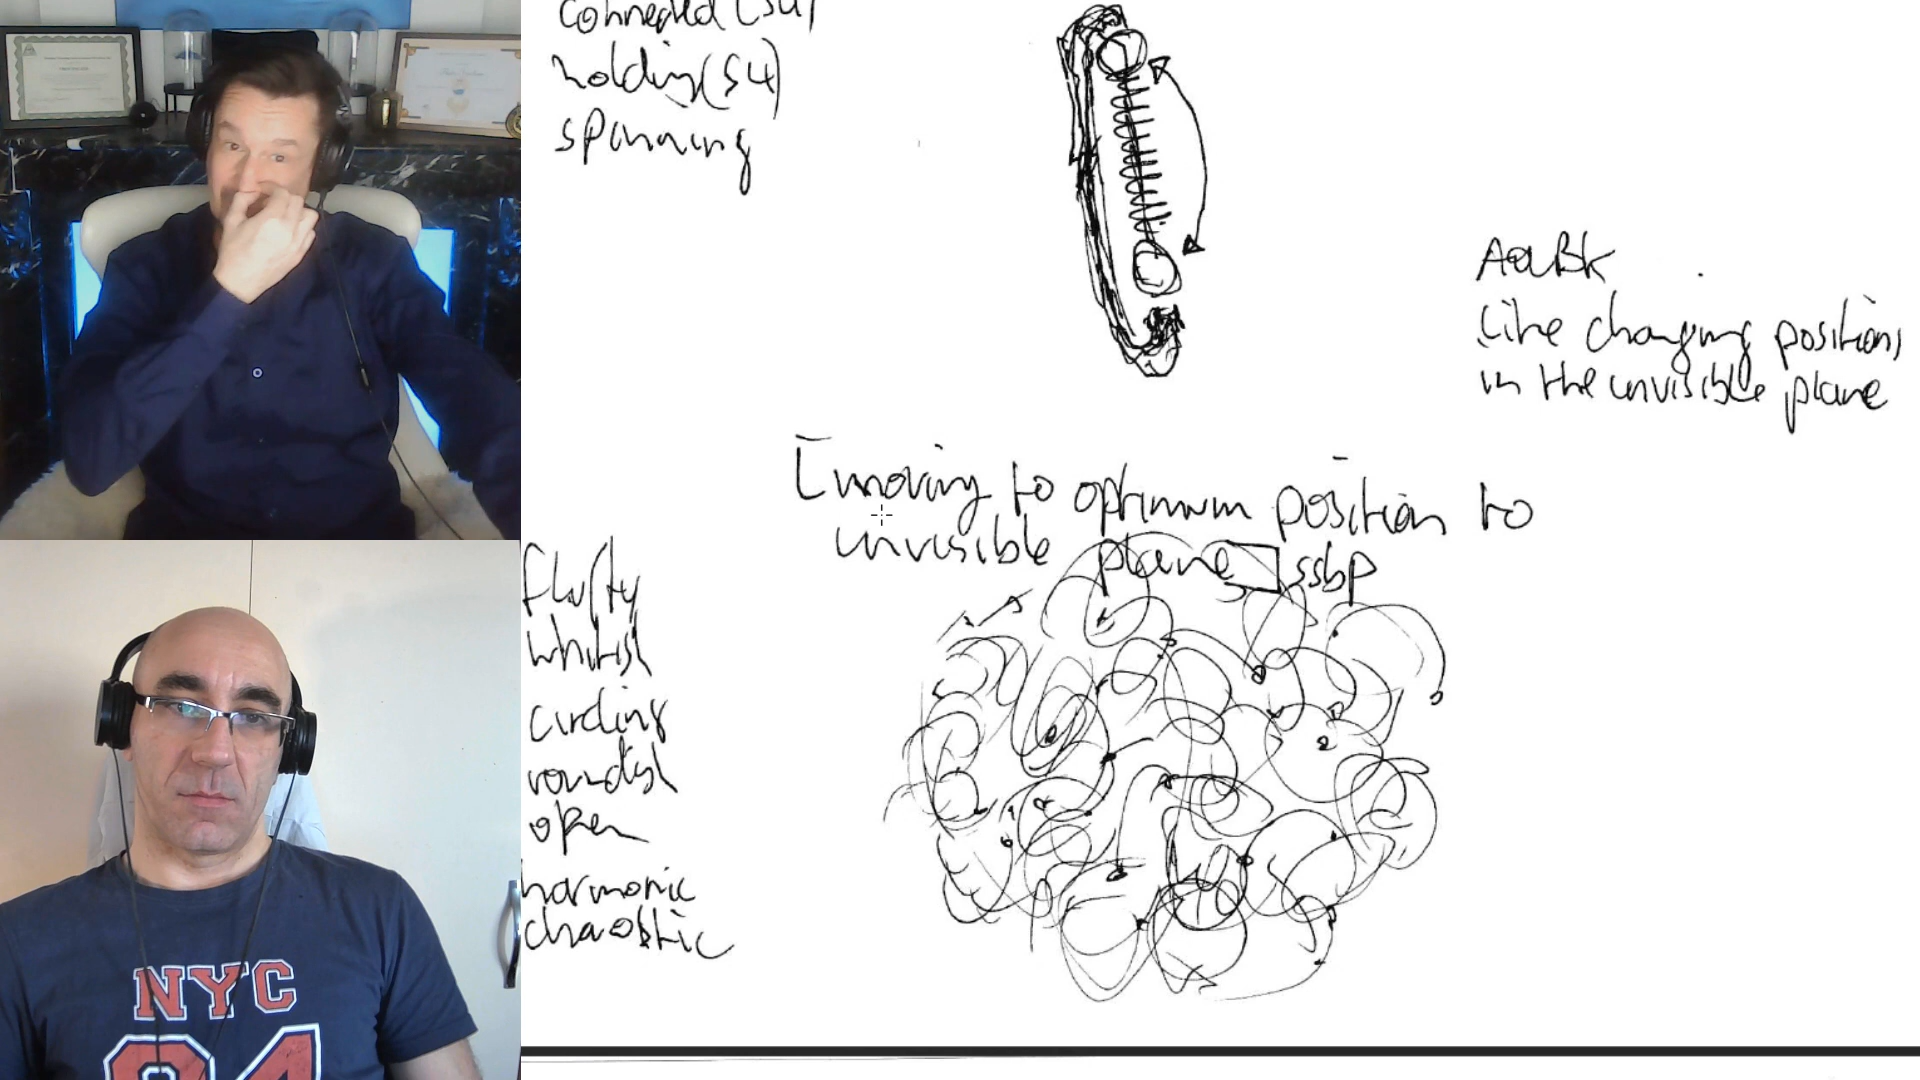 connected (S4)
holding (S4)
spinning
AaBk
like changing positions
in the invisible plane
[moving to optimum position to
invisible plane] ssbp
fluffy
whitish
circling
roundish
open
harmonic
chaotic
NYC